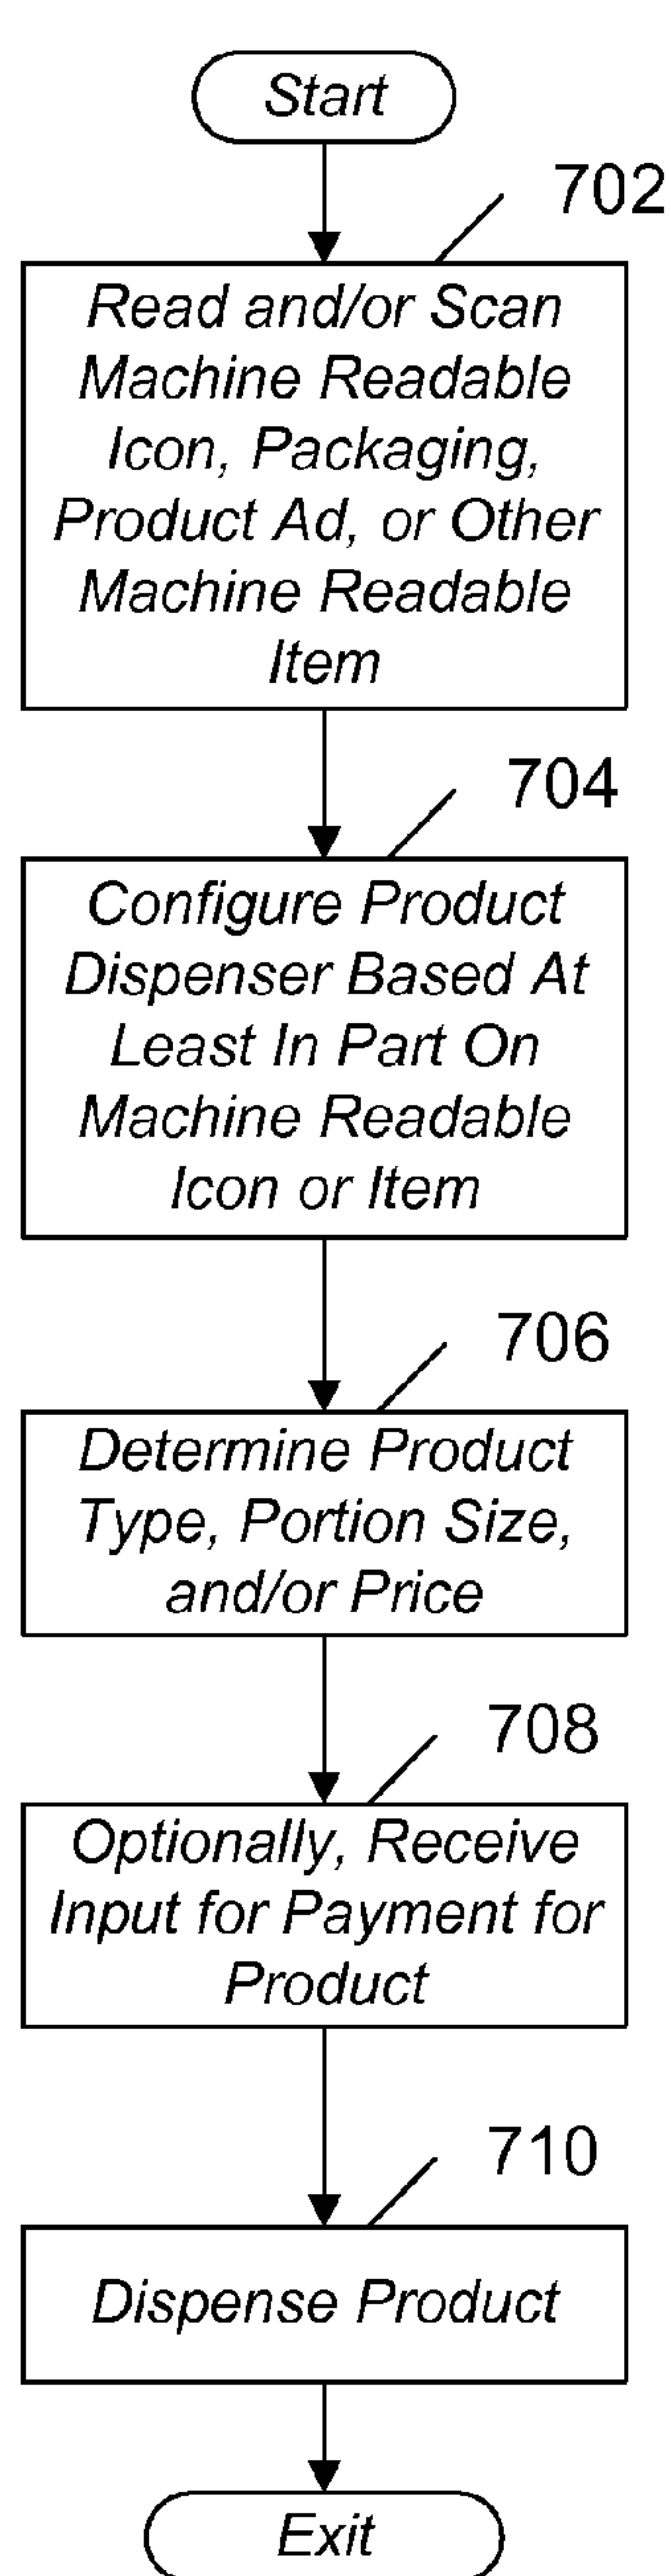 Start
702
Read and/or Scan
Machine Readable
Icon, Packaging,
Product Ad, or Other
Machine Readable
Item
704
Configure Product
Dispenser Based At
Least In Part On
Machine Readable
Icon or Item
706
Determine Product
Type, Portion Size,
and/or Price
708
Optionally, Receive
Input for Payment for
Product
710
Dispense Product
Exit